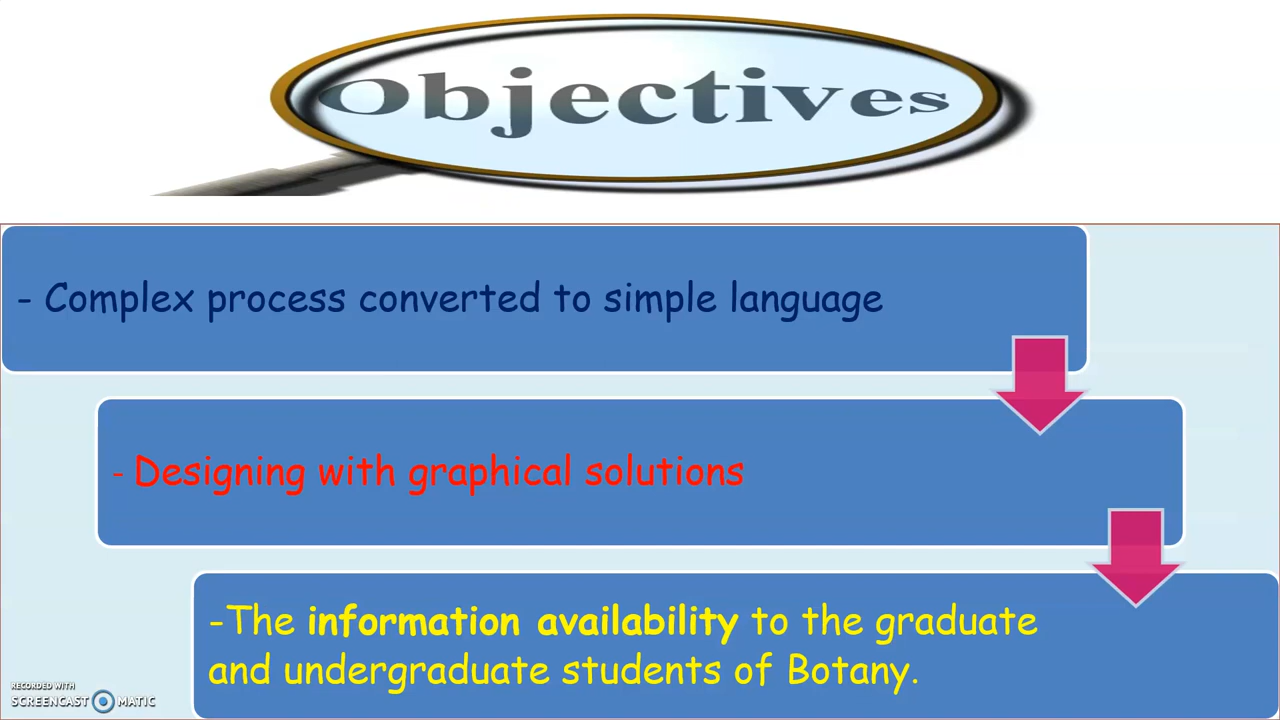 Objectives
- Complex process converted to simple language
- Designing with graphical solutions
-The information availability to the graduate
and undergraduate students of Botany.
RECORDED WITH
SCREENCAST MATIC